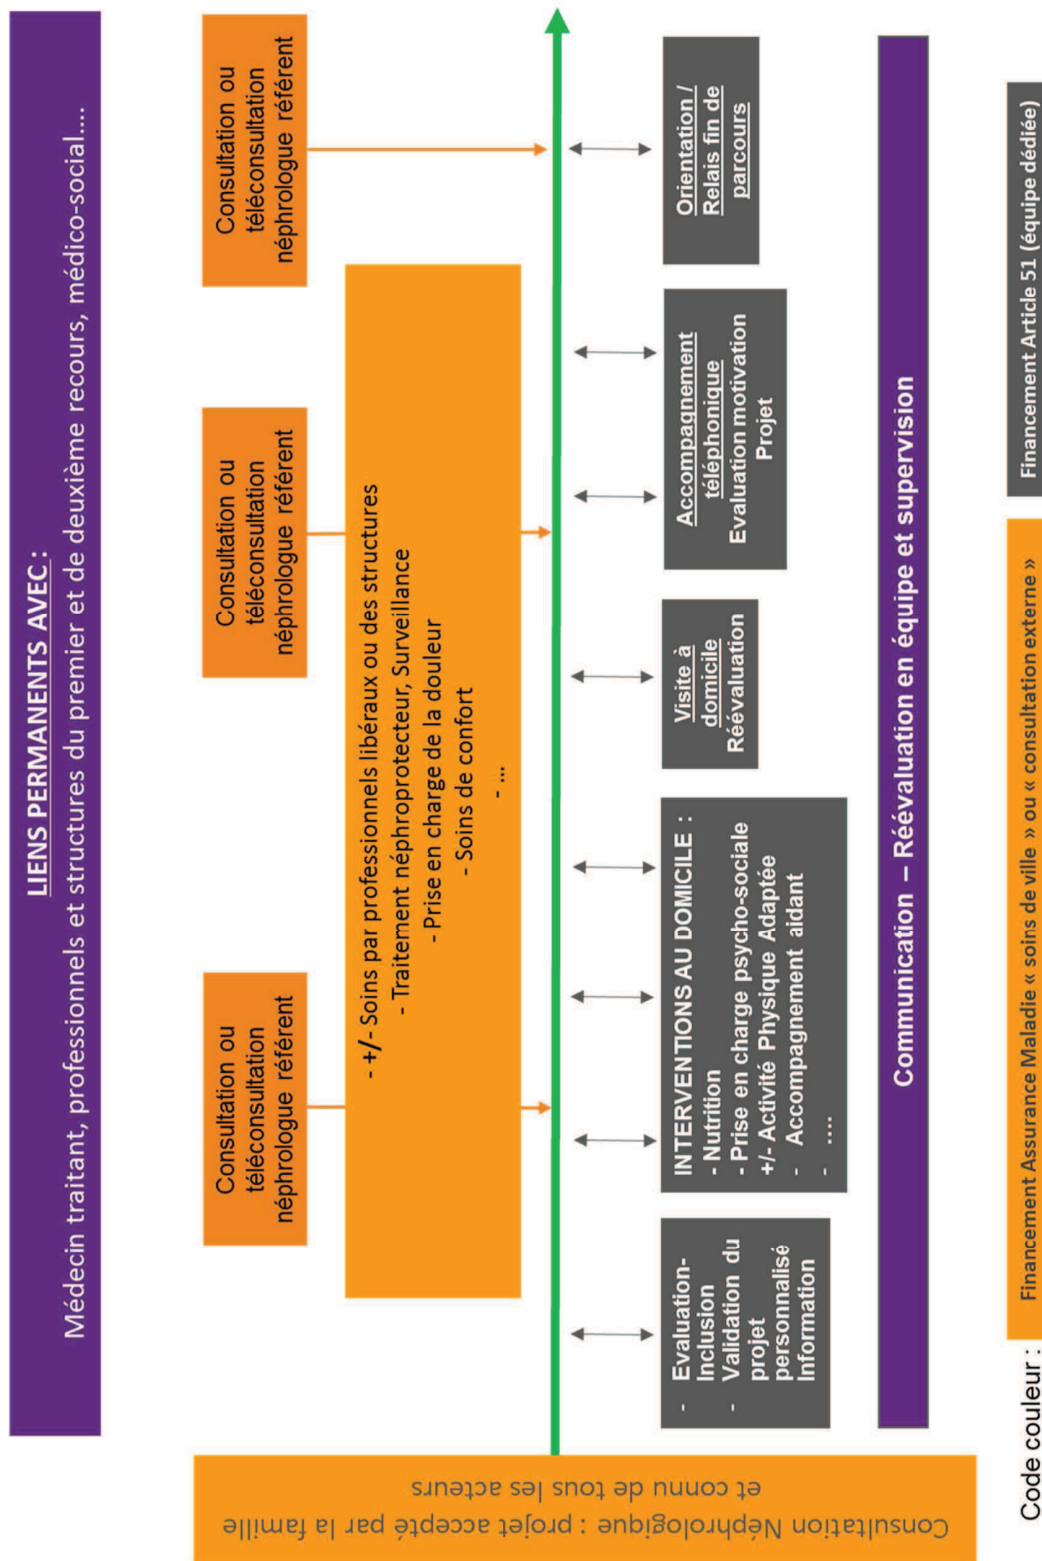 LIENS PERMANENTS AVEC :
Médecin traitant, professionnels et structures du premier et de deuxième recours, médico-social....
Consultation Néphrologique : projet accepté par la famille
et connu de tous les acteurs
Consultation ou
téléconsultation
néphrologue référent
Consultation ou
téléconsultation
néphrologue référent
Consultation ou
téléconsultation
néphrologue référent
- +/- Soins par professionnels libéraux ou des structures
- Traitement néphroprotecteur, Surveillance
- Prise en charge de la douleur
- Soins de confort
- ...
- Evaluation-
Inclusion
- Validation du
projet
personnalisé
Information
INTERVENTIONS AU DOMICILE :
- Nutrition
- Prise en charge psycho-sociale
+/- Activité Physique Adaptée
- Accompagnement aidant
- ....
Visite à
domicile
Réévaluation
Accompagnement
téléphonique
Evaluation motivation
Projet
Orientation /
Relais fin de
parcours
Communication – Réévaluation en équipe et supervision
Code couleur :
Financement Assurance Maladie « soins de ville » ou « consultation externe »
Financement Article 51 (équipe dédiée)